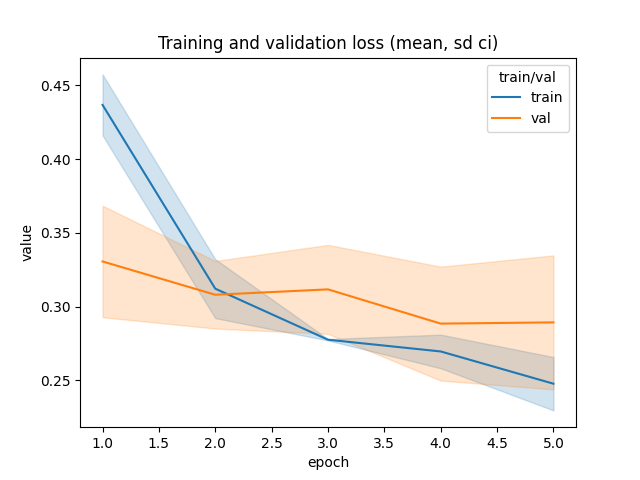 Training and validation loss (mean, sd ci)
train/val
train
val
0.45
0.40
0.35
0.30
0.25
value
1.0 1.5 2.0 2.5 3.0 3.5 4.0 4.5 5.0
epoch